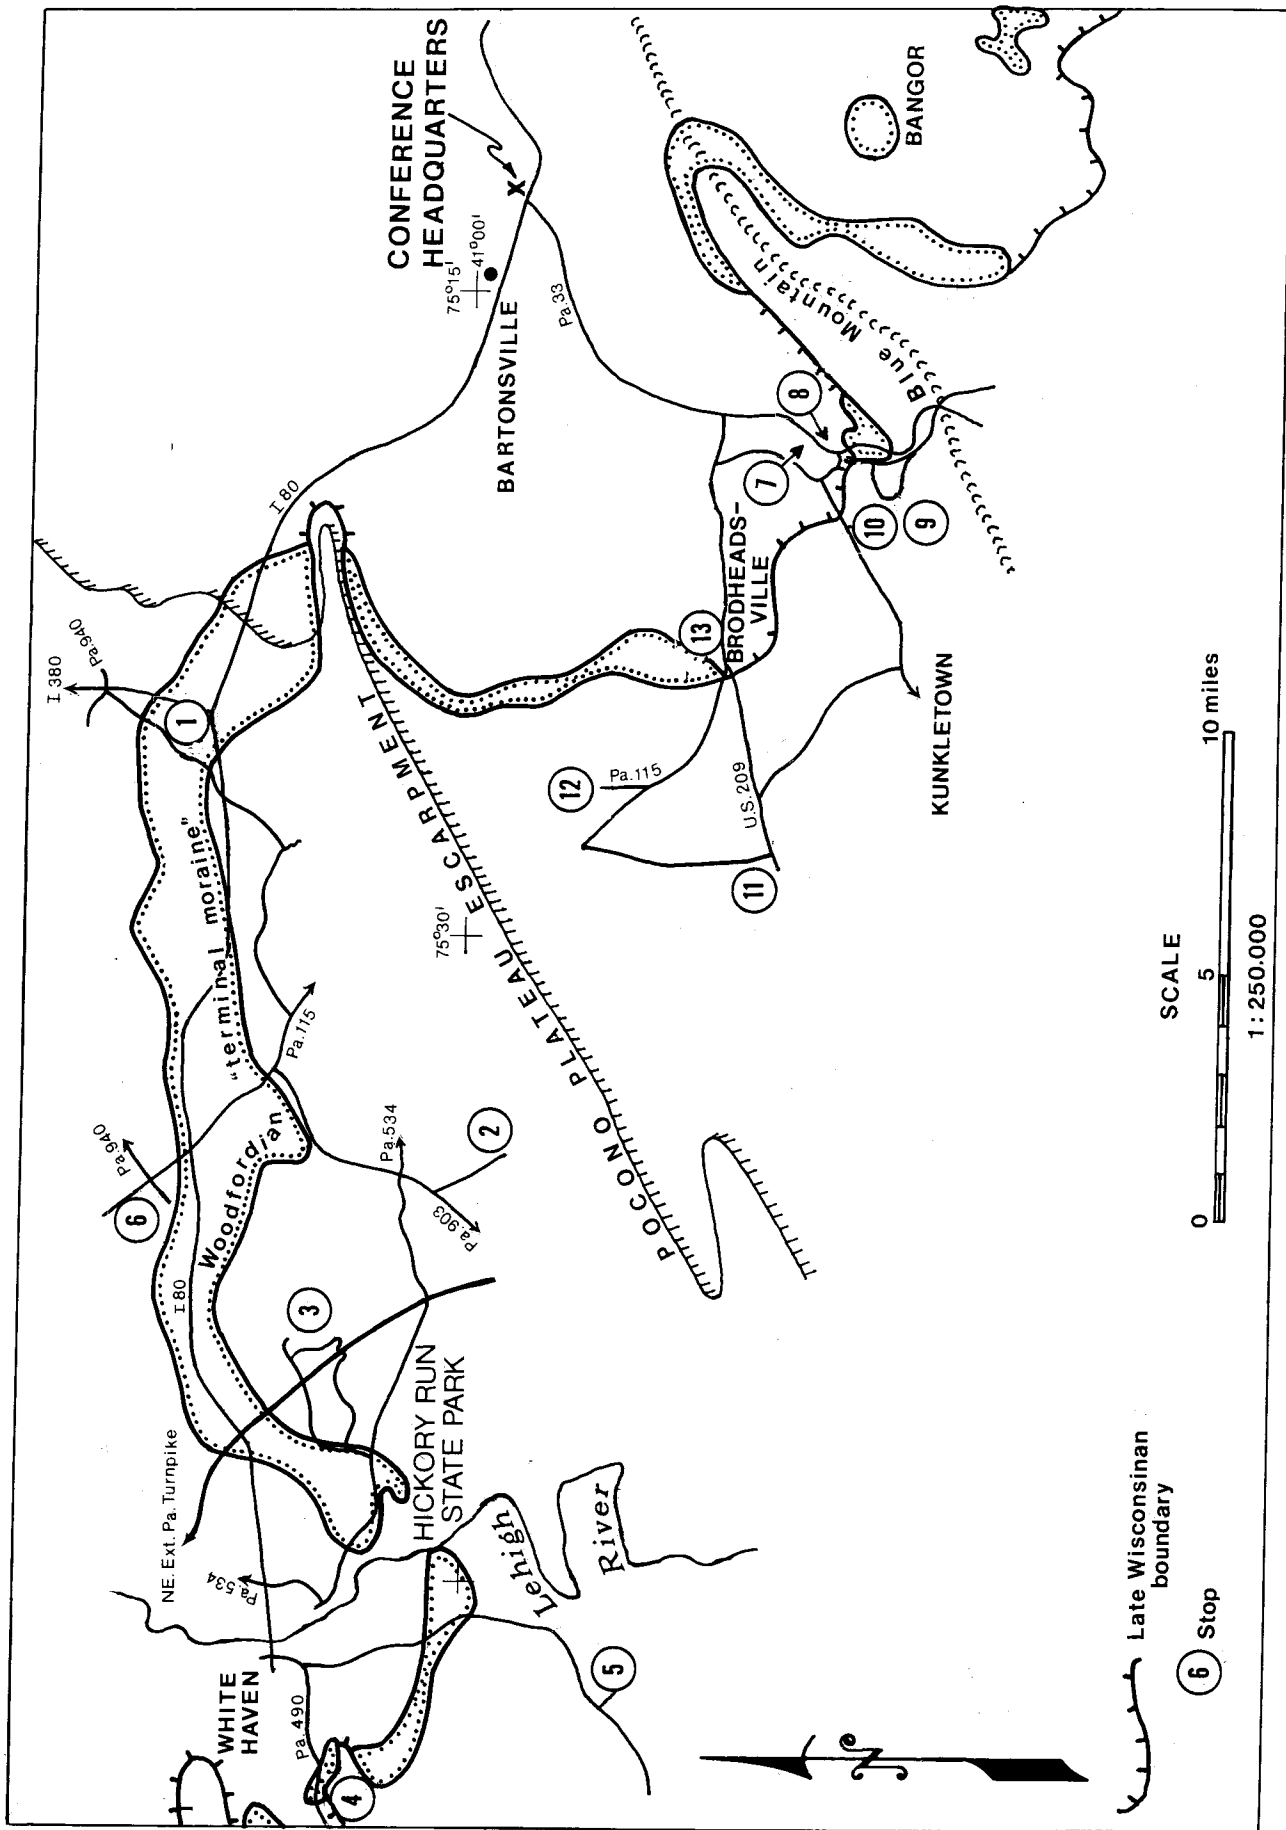 I 380
Pa.940
CONFERENCE
HEADQUARTERS
75°15'
41°00'
I 80
BARTONSVILLE
Pa.33
BANGOR
Blue Mountain
1
"terminal moraine"
Woodfordian
Pa.940
6
Pa.115
I 80
2
Pa.534
Pa.903
3
NE. Ext. Pa. Turnpike
HICKORY RUN
STATE PARK
Pa.534
WHITE
HAVEN
Pa.490
4
5
Lehigh
River
POCONO PLATEAU ESCARPMENT
75°30'
8
7
10
9
BRODHEADS-
VILLE
13
12
Pa.115
U.S.209
11
KUNKLETOWN
N
Late Wisconsinan
boundary
6 Stop
SCALE
0 5 10 miles
1:250.000